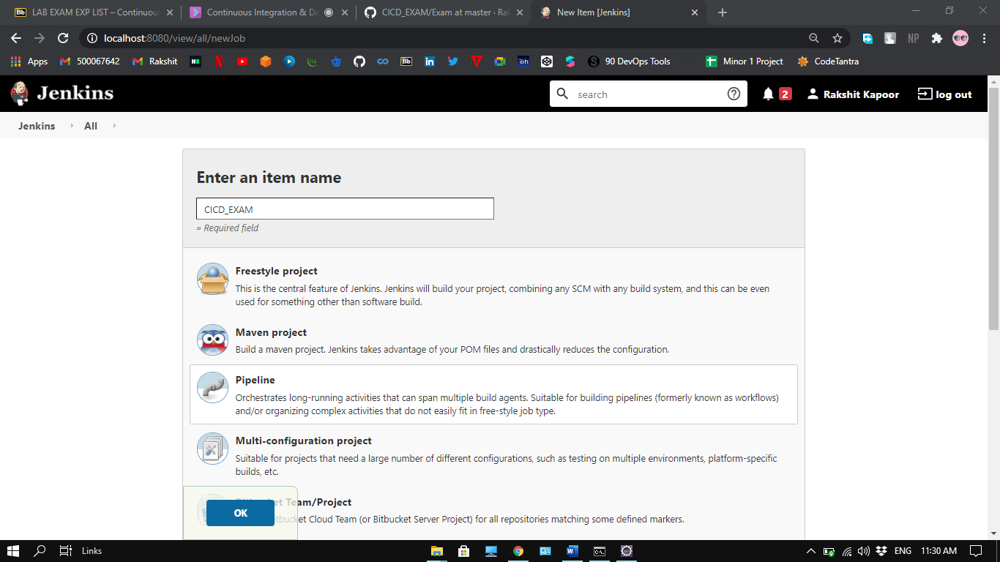 LAB EXAM EXP LIST – Continuous
Continuous Integration & De
CICD_EXAM/Exam at master · Rak
New Item [Jenkins]
localhost:8080/view/all/newJob
NP
Apps
500067642
Rakshit
90 DevOps Tools
Minor 1 Project
CodeTantra
Jenkins
search
2
Rakshit Kapoor
log out
Jenkins
All
Enter an item name
CICD_EXAM
» Required field
Freestyle project
This is the central feature of Jenkins. Jenkins will build your project, combining any SCM with any build system, and this can be even
used for something other than software build.
Maven project
Build a maven project. Jenkins takes advantage of your POM files and drastically reduces the configuration.
Pipeline
Orchestrates long-running activities that can span multiple build agents. Suitable for building pipelines (formerly known as workflows)
and/or organizing complex activities that do not easily fit in free-style job type.
Multi-configuration project
Suitable for projects that need a large number of different configurations, such as testing on multiple environments, platform-specific
builds, etc.
Bitbucket Team/Project
Bitbucket Cloud Team (or Bitbucket Server Project) for all repositories matching some defined markers.
OK
Links
ENG
11:30 AM